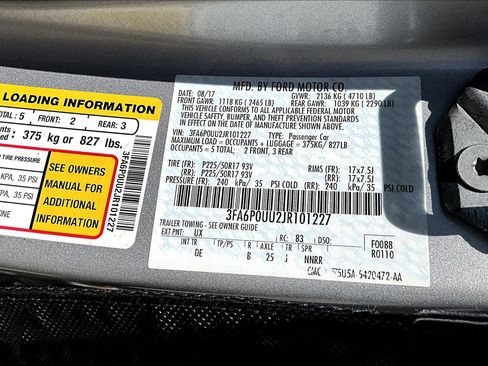 LOADING INFORMATION
: 5 FRONT: 2 REAR: 3
375 kg or 827 lbs.
TIRE PRESSURE
KPA, 35 PSI
KPA, 35 PSI
SEE OWNERS
MANUAL FOR
ADDITIONAL
INFORMATION
3FA6P0UU2JR101227
MFD. BY FORD MOTOR CO.
DATE: 08/17 GVWR: 2136 KG ( 4710 LB)
FRONT GAWR: 1118 KG ( 2465 LB) REAR GAWR: 1039 KG ( 2290 LB)
THIS VEHICLE CONFORMS TO ALL APPLICABLE FEDERAL MOTOR VEHICLE
SAFETY, BUMPER, AND THEFT PREVENTION STANDARDS IN EFFECT ON THE
DATE OF MANUFACTURE SHOWN ABOVE.
VIN: 3FA6P0UU2JR101227 TYPE: Passenger Car
MAXIMUM LOAD = OCCUPANTS + LUGGAGE = 375KG/827LB
OCCUPANTS = 5 TOTAL: 2 FRONT, 3 REAR
TIRE (FR): P225/50R17 93V RIMS (FR): 17x7.5J
(RR): P225/50R17 93V (RR): 17x7.5J
PRESSURE (FR): 240 kPa/ 35 PSI COLD (RR): 240 kPa/ 35 PSI COLD
3FA6P0UU2JR101227
TRAILER TOWING - SEE OWNER GUIDE
EXT PNT: UX RC: 83 DSO: F0088
INT TR TP/PS R AXLE TR SPR R0110
DE B 25 NNRR
5U5A-5420472-AA